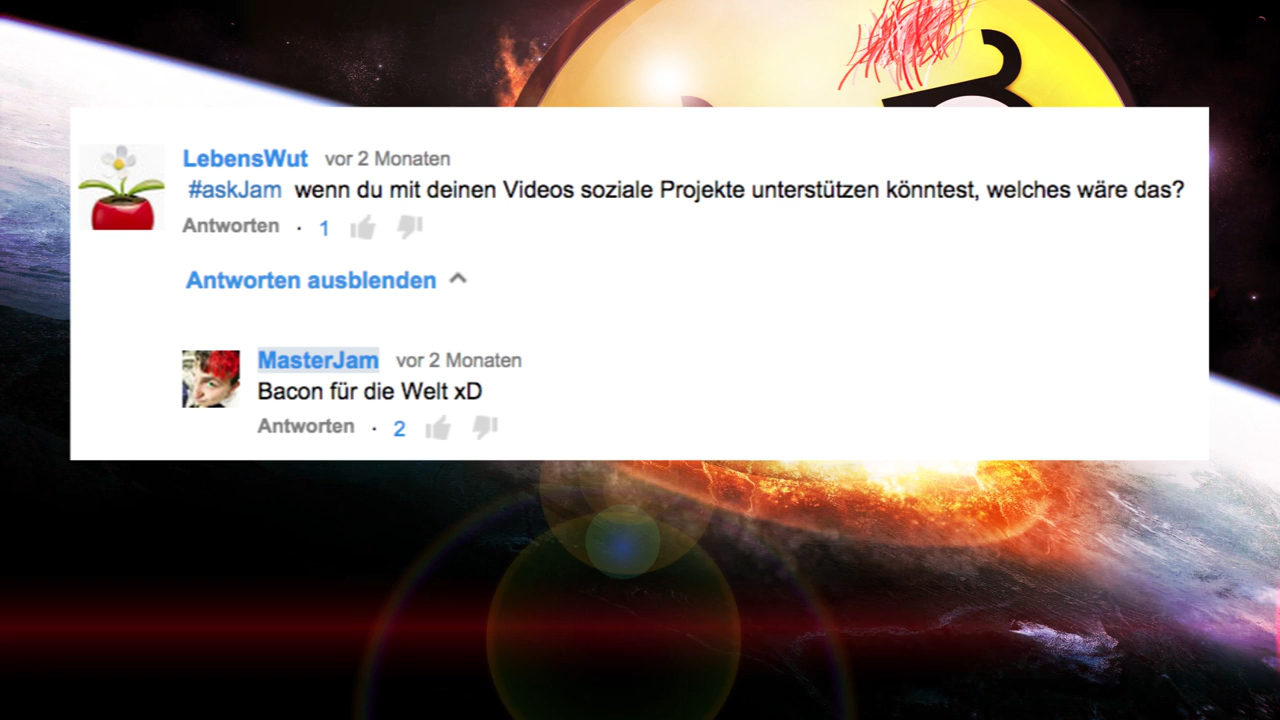 LebensWut vor 2 Monaten
#askJam wenn du mit deinen Videos soziale Projekte unterstützen könntest, welches wäre das?
Antworten · 1
Antworten ausblenden
MasterJam vor 2 Monaten
Bacon für die Welt xD
Antworten · 2